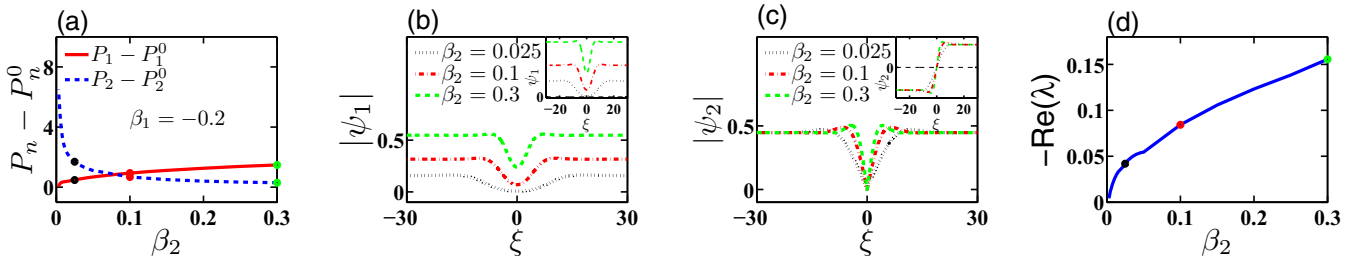 (a)
P_n − P_n^0
8
4
0
P_1 − P_1^0
P_2 − P_2^0
β_1 = −0.2
0 0.1 0.2 0.3
β_2
(b)
|ψ_1|
0.5
0
β_2 = 0.025
β_2 = 0.1
β_2 = 0.3
ψ_1
0
−20 0 20
ξ
−30 0 30
ξ
(c)
|ψ_2|
0.5
0
β_2 = 0.025
β_2 = 0.1
β_2 = 0.3
ψ_2
0
−20 0 20
ξ
−30 0 30
ξ
(d)
−Re(λ)
0.15
0.1
0.05
0
0 0.1 0.2 0.3
β_2